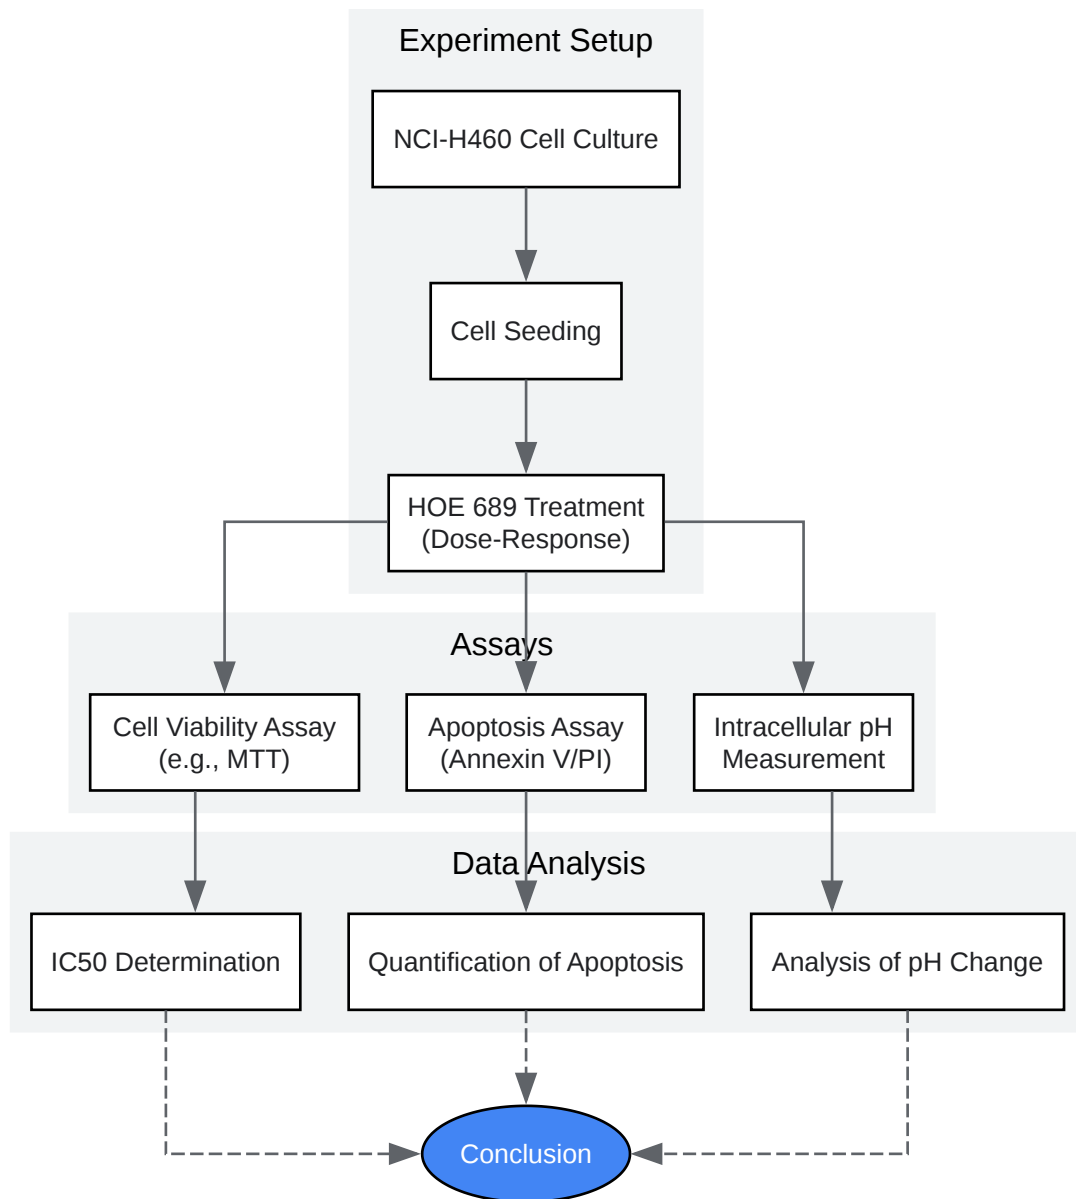 Experiment Setup
NCI-H460 Cell Culture
Cell Seeding
HOE 689 Treatment
(Dose-Response)
Assays
Cell Viability Assay
(e.g., MTT)
Apoptosis Assay
(Annexin V/PI)
Intracellular pH
Measurement
Data Analysis
IC50 Determination
Quantification of Apoptosis
Analysis of pH Change
Conclusion